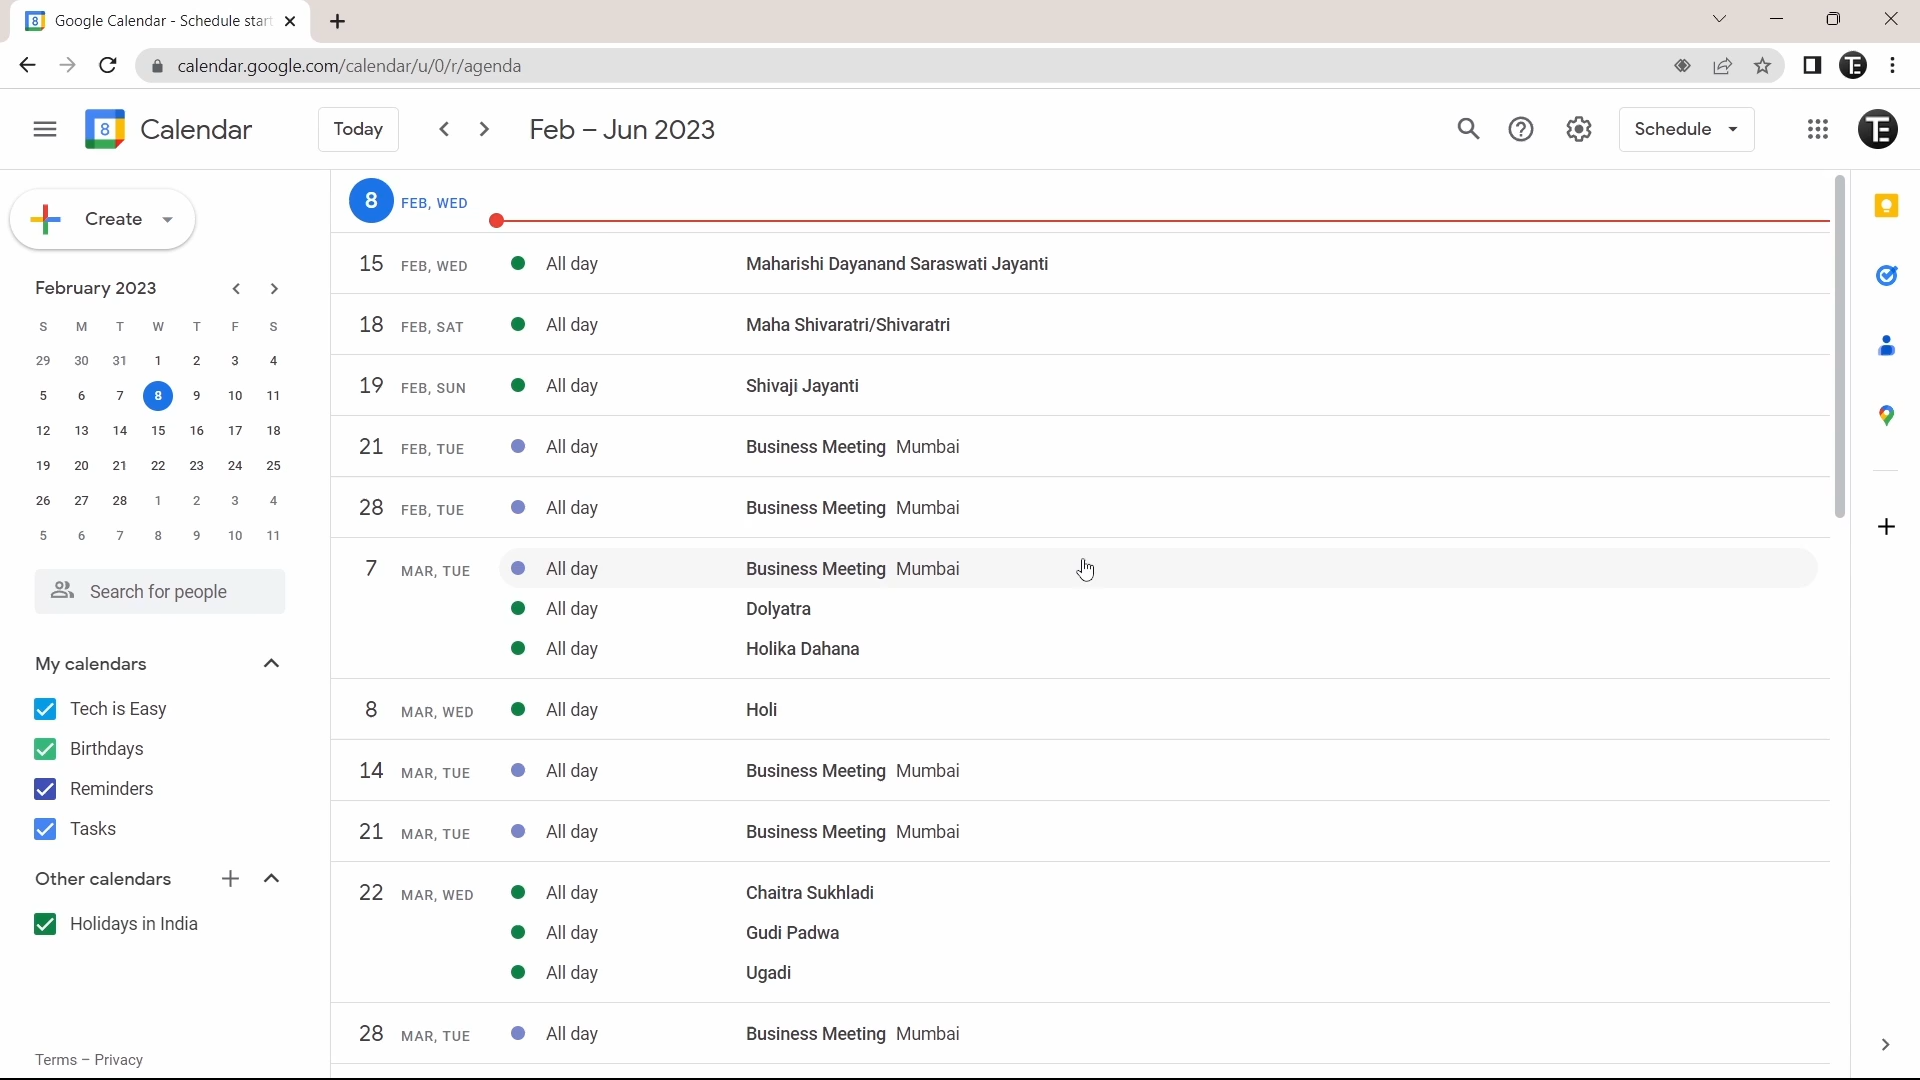 Google Calendar - Schedule start
calendar.google.com/calendar/u/0/r/agenda
TE
8 Calendar
Today
Feb – Jun 2023
Schedule
TE
Create
February 2023
S M T W T F S
29 30 31 1 2 3 4
5 6 7 8 9 10 11
12 13 14 15 16 17 18
19 20 21 22 23 24 25
26 27 28 1 2 3 4
5 6 7 8 9 10 11
Search for people
My calendars
Tech is Easy
Birthdays
Reminders
Tasks
Other calendars
Holidays in India
Terms – Privacy
8 FEB, WED
15 FEB, WED All day Maharishi Dayanand Saraswati Jayanti
18 FEB, SAT All day Maha Shivaratri/Shivaratri
19 FEB, SUN All day Shivaji Jayanti
21 FEB, TUE All day Business Meeting Mumbai
28 FEB, TUE All day Business Meeting Mumbai
7 MAR, TUE All day Business Meeting Mumbai
All day Dolyatra
All day Holika Dahana
8 MAR, WED All day Holi
14 MAR, TUE All day Business Meeting Mumbai
21 MAR, TUE All day Business Meeting Mumbai
22 MAR, WED All day Chaitra Sukhladi
All day Gudi Padwa
All day Ugadi
28 MAR, TUE All day Business Meeting Mumbai